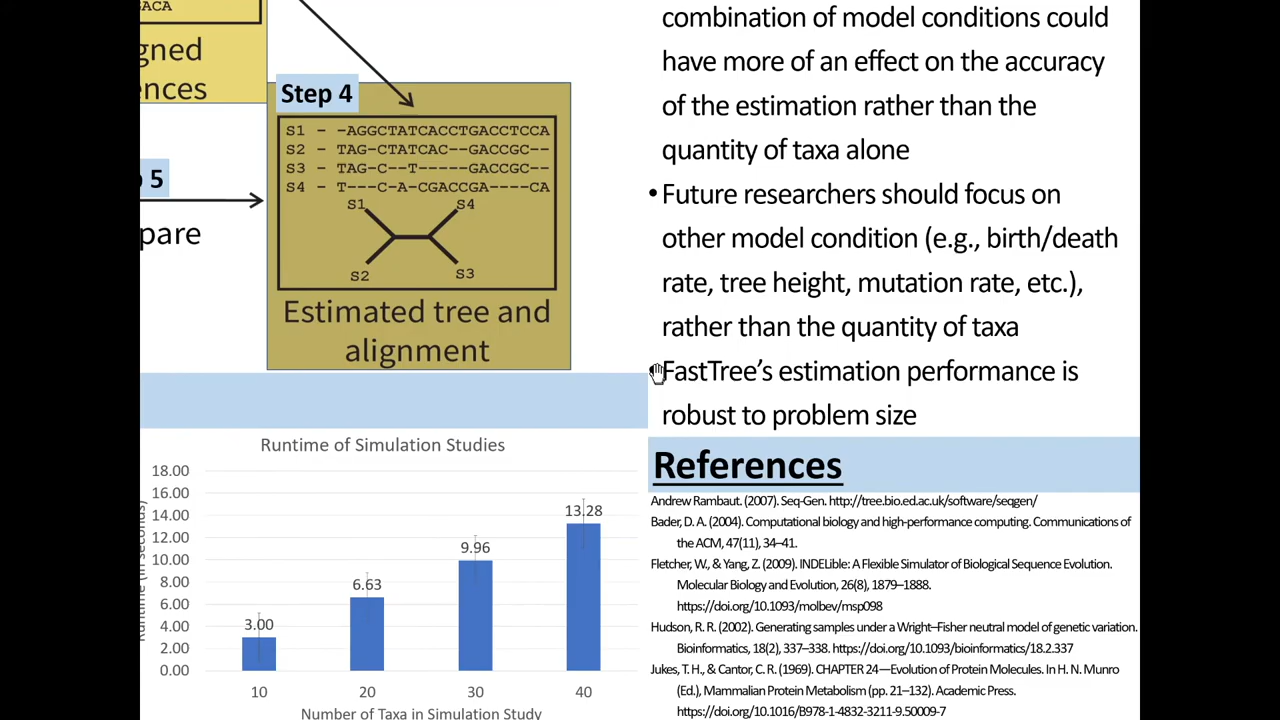 ACA
gned
ences
Step 4
S1 - -AGGCTATCACCTGACCTCCA
S2 - TAG-CTATCAC--GACCGC--
S3 - TAG-C--T-----GACCGC--
S4 - T---C-A-CGACCGA----CA
S1 S4
S2 S3
Estimated tree and
alignment
5
pare
Runtime of Simulation Studies
Runtime (in seconds)
18.00
16.00
14.00
12.00
10.00
8.00
6.00
4.00
2.00
0.00
3.00
6.63
9.96
13.28
10 20 30 40
Number of Taxa in Simulation Study
combination of model conditions could
have more of an effect on the accuracy
of the estimation rather than the
quantity of taxa alone
•Future researchers should focus on
other model condition (e.g., birth/death
rate, tree height, mutation rate, etc.),
rather than the quantity of taxa
FastTree’s estimation performance is
robust to problem size
References
Andrew Rambaut. (2007). Seq-Gen. http://tree.bio.ed.ac.uk/software/seqgen/
Bader, D. A. (2004). Computational biology and high-performance computing. Communications of
the ACM, 47(11), 34–41.
Fletcher, W., & Yang, Z. (2009). INDELible: A Flexible Simulator of Biological Sequence Evolution.
Molecular Biology and Evolution, 26(8), 1879–1888.
https://doi.org/10.1093/molbev/msp098
Hudson, R. R. (2002). Generating samples under a Wright–Fisher neutral model of genetic variation.
Bioinformatics, 18(2), 337–338. https://doi.org/10.1093/bioinformatics/18.2.337
Jukes, T. H., & Cantor, C. R. (1969). CHAPTER 24—Evolution of Protein Molecules. In H. N. Munro
(Ed.), Mammalian Protein Metabolism (pp. 21–132). Academic Press.
https://doi.org/10.1016/B978-1-4832-3211-9.50009-7